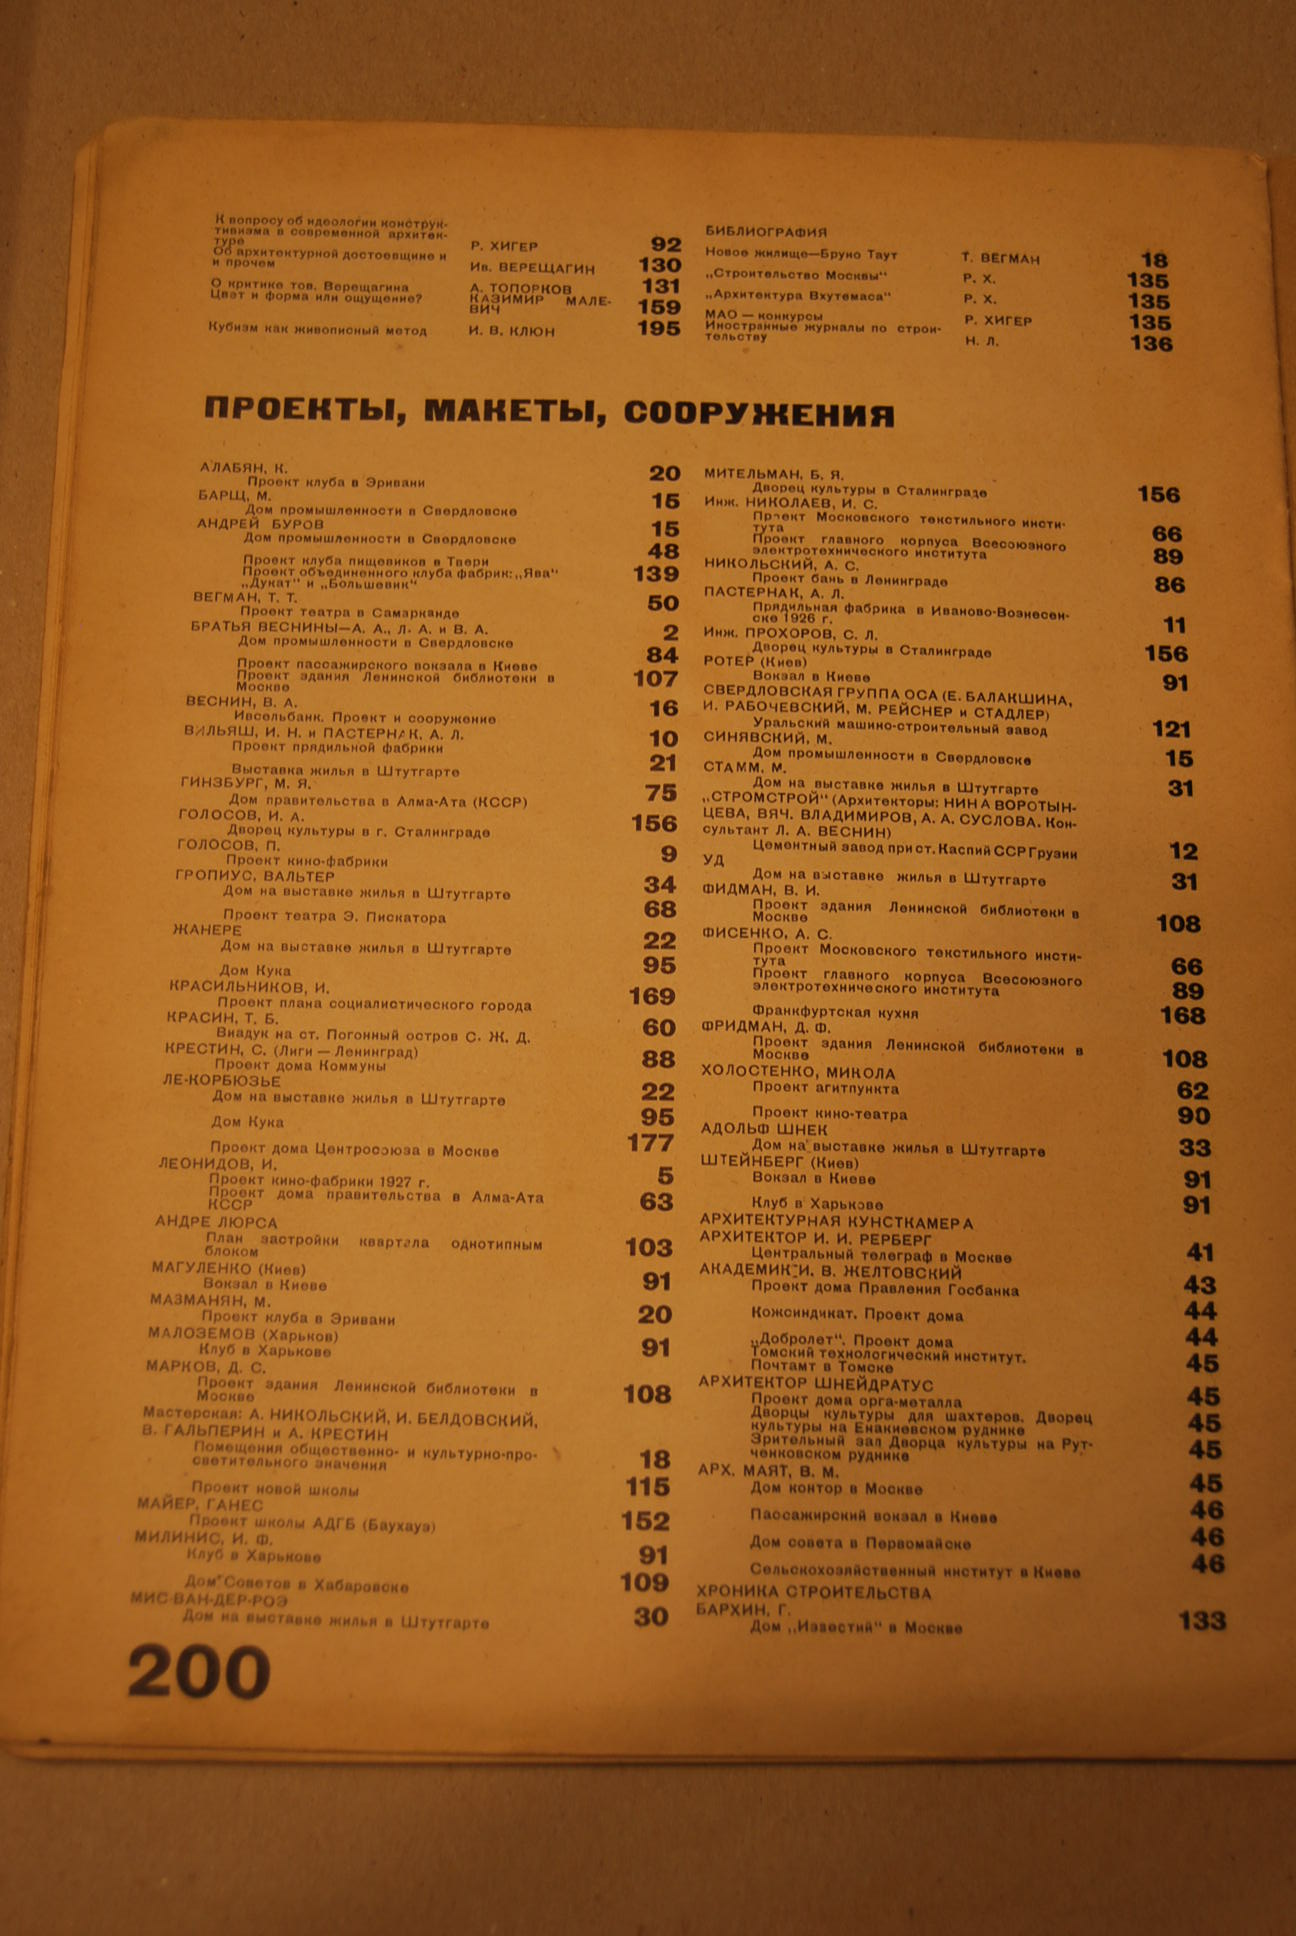 К вопросу об идеологии конструк-
тивизма в современной архитек-
туре Р. ХИГЕР 92
Об архитектурной достоевщине и
и прочем Ив. ВЕРЕЩАГИН 130
О критике тов. Верещагина А. ТОПОРКОВ 131
Цвет и форма или ощущение? КАЗИМИР МАЛЕ-
ВИЧ 159
Кубизм как живописный метод И. В. КЛЮН 195
БИБЛИОГРАФИЯ
Новое жилище—Бруно Таут Т. ВЕГМАН 18
„Строительство Москвы“ Р. Х. 135
„Архитектура Вхутемаса“ Р. Х. 135
МАО — конкурсы Р. ХИГЕР 135
Иностранные журналы по строи-
тельству Н. Л. 136
ПРОЕКТЫ, МАКЕТЫ, СООРУЖЕНИЯ
АЛАБЯН, К.
Проект клуба в Эривани 20
БАРЩ, М.
Дом промышленности в Свердловске 15
АНДРЕЙ БУРОВ
Дом промышленности в Свердловске 15
Проект клуба пищевиков в Твери 48
Проект объединенного клуба фабрик: „Ява“
„Дукат“ и „Большевик“ 139
ВЕГМАН, Т. Т.
Проект театра в Самарканде 50
БРАТЬЯ ВЕСНИНЫ—А. А., Л. А. и В. А.
Дом промышленности в Свердловске 2
Проект пассажирского вокзала в Киеве 84
Проект здания Ленинской библиотеки в
Москве 107
ВЕСНИН, В. А.
Ивсельбанк. Проект и сооружение 16
ВИЛЬЯШ, И. Н. и ПАСТЕРНАК, А. Л.
Проект прядильной фабрики 10
Выставка жилья в Штутгарте 21
ГИНЗБУРГ, М. Я.
Дом правительства в Алма-Ата (КССР) 75
ГОЛОСОВ, И. А.
Дворец культуры в г. Сталинграде 156
ГОЛОСОВ, П.
Проект кино-фабрики 9
ГРОПИУС, ВАЛЬТЕР
Дом на выставке жилья в Штутгарте 34
Проект театра Э. Пискатора 68
ЖАНЕРЕ
Дом на выставке жилья в Штутгарте 22
Дом Кука 95
КРАСИЛЬНИКОВ, И.
Проект плана социалистического города 169
КРАСИН, Т. Б.
Виадук на ст. Погонный остров С. Ж. Д. 60
КРЕСТИН, С. (Лиги — Ленинград)
Проект дома Коммуны 88
ЛЕ-КОРБЮЗЬЕ
Дом на выставке жилья в Штутгарте 22
Дом Кука 95
Проект дома Центросоюза в Москве 177
ЛЕОНИДОВ, И.
Проект кино-фабрики 1927 г. 5
Проект дома правительства в Алма-Ата
КССР 63
АНДРЕ ЛЮРСА
План застройки квартала однотипным
блоком 103
МАГУЛЕНКО (Киев)
Вокзал в Киеве 91
МАЗМАНЯН, М.
Проект клуба в Эривани 20
МАЛОЗЕМОВ (Харьков)
Клуб в Харькове 91
МАРКОВ, Д. С.
Проект здания Ленинской библиотеки в
Москве 108
Мастерская: А. НИКОЛЬСКИЙ, И. БЕЛДОВСКИЙ,
В. ГАЛЬПЕРИН и А. КРЕСТИН
Помещения общественно- и культурно-про-
светительного значения 18
Проект новой школы 115
МАЙЕР, ГАНЕС
Проект школы АДГБ (Баухауз) 152
МИЛИНИС, И. Ф.
Клуб в Харькове 91
Дом Советов в Хабаровске 109
МИС-ВАН-ДЕР-РОЭ
Дом на выставке жилья в Штутгарте 30
МИТЕЛЬМАН, Б. Я.
Дворец культуры в Сталинграде 156
Инж. НИКОЛАЕВ, И. С.
Проект Московского текстильного инсти-
тута 66
Проект главного корпуса Всесоюзного
электротехнического института 89
НИКОЛЬСКИЙ, А. С.
Проект бань в Ленинграде 86
ПАСТЕРНАК, А. Л.
Прядильная фабрика в Иваново-Вознесен-
ске 1926 г. 11
Инж. ПРОХОРОВ, С. Л.
Дворец культуры в Сталинграде 156
РОТЕР (Киев)
Вокзал в Киеве 91
СВЕРДЛОВСКАЯ ГРУППА ОСА (Е. БАЛАКШИНА,
И. РАБОЧЕВСКИЙ, М. РЕЙСНЕР и СТАДЛЕР)
Уральский машино-строительный завод 121
СИНЯВСКИЙ, М.
Дом промышленности в Свердловске 15
СТАММ, М.
Дом на выставке жилья в Штутгарте 31
„СТРОМСТРОЙ“ (Архитекторы: НИНА ВОРОТЫН-
ЦЕВА, ВЯЧ. ВЛАДИМИРОВ, А. А. СУСЛОВА. Кон-
сультант Л. А. ВЕСНИН)
Цементный завод при ст. Каспий ССР Грузии 12
УД
Дом на выставке жилья в Штутгарте 31
ФИДМАН, В. И.
Проект здания Ленинской библиотеки в
Москве 108
ФИСЕНКО, А. С.
Проект Московского текстильного инсти-
тута 66
Проект главного корпуса Всесоюзного
электротехнического института 89
Франкфуртская кухня 168
ФРИДМАН, Д. Ф.
Проект здания Ленинской библиотеки в
Москве 108
ХОЛОСТЕНКО, МИКОЛА
Проект агитпункта 62
Проект кино-театра 90
АДОЛЬФ ШНЕК
Дом на выставке жилья в Штутгарте 33
ШТЕЙНБЕРГ (Киев)
Вокзал в Киеве 91
Клуб в Харькове 91
АРХИТЕКТУРНАЯ КУНСТКАМЕРА
АРХИТЕКТОР И. И. РЕРБЕРГ
Центральный телеграф в Москве 41
АКАДЕМИК И. В. ЖЕЛТОВСКИЙ
Проект дома Правления Госбанка 43
Кожсиндикат. Проект дома 44
„Добролет“. Проект дома 44
Томский технологический институт.
Почтамт в Томске 45
АРХИТЕКТОР ШНЕЙДРАТУС
Проект дома орга-металла 45
Дворцы культуры для шахтеров. Дворец
культуры на Енакиевском руднике 45
Зрительный зал Дворца культуры на Рут-
ченковском руднике 45
АРХ. МАЯТ, В. М.
Дом контор в Москве 45
Пассажирский вокзал в Киеве 46
Дом совета в Первомайске 46
Сельскохозяйственный институт в Киеве 46
ХРОНИКА СТРОИТЕЛЬСТВА
БАРХИН, Г.
Дом „Известий“ в Москве 133
200